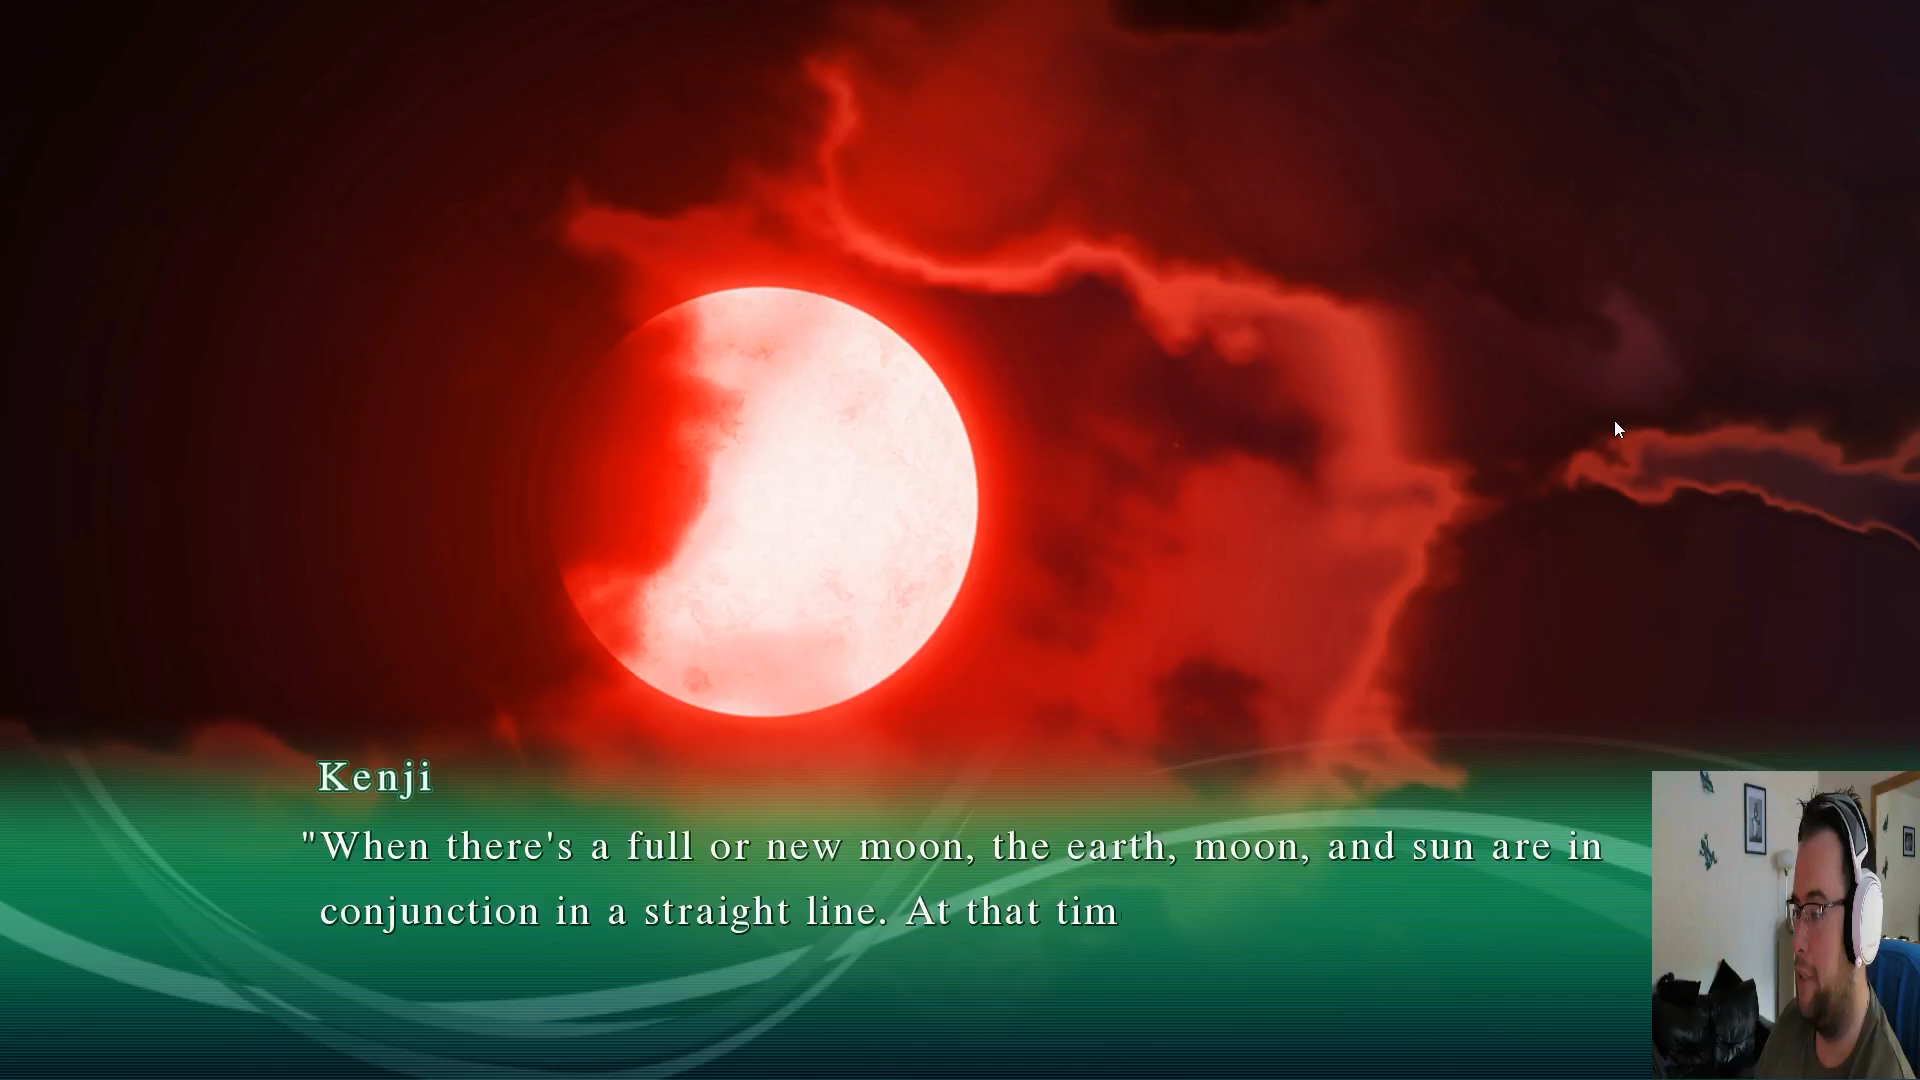 Kenji
"When there's a full or new moon, the earth, moon, and sun are in
conjunction in a straight line. At that tim